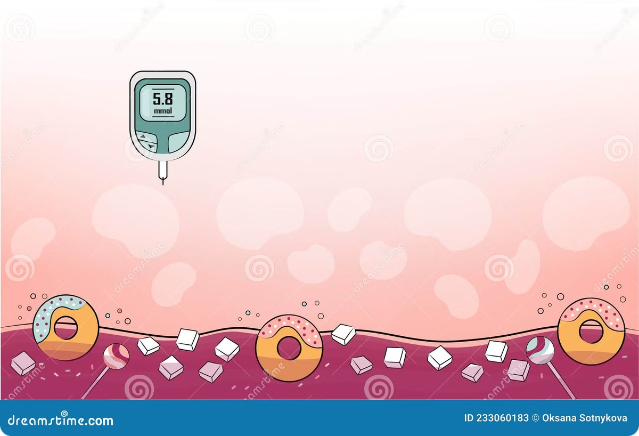 5.8
mmol
dreamstime.com
ID 233060183 © Oksana Sotnykova